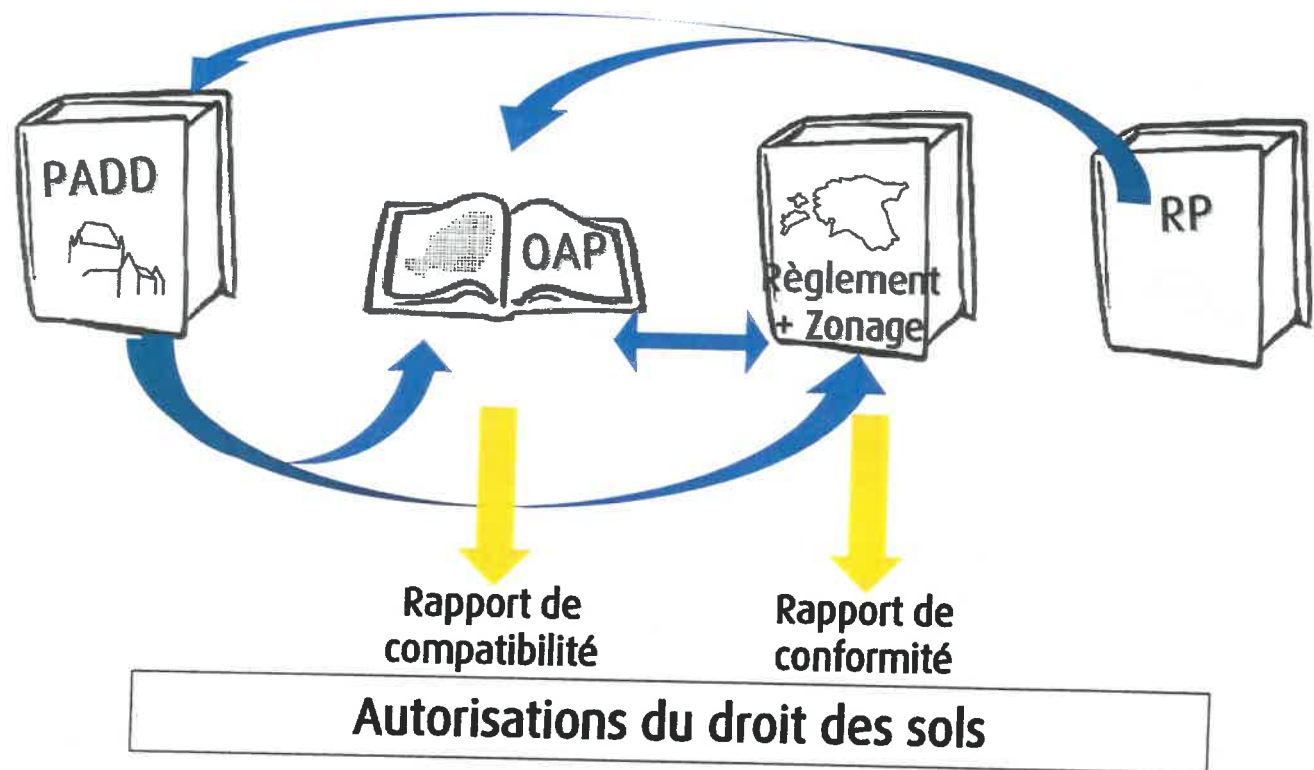 PADD
OAP
Règlement
+ Zonage
RP
Rapport de
compatibilité
Rapport de
conformité
Autorisations du droit des sols